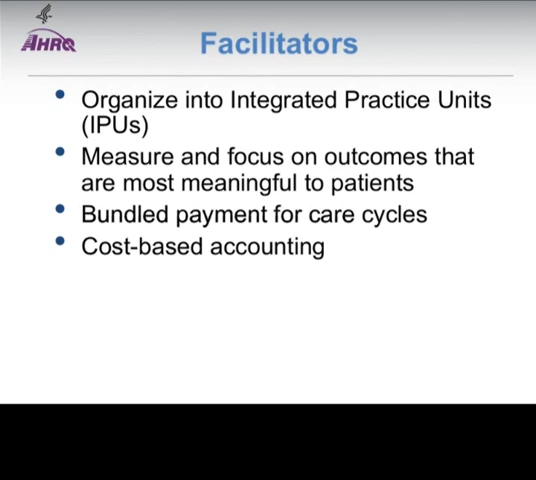 AHRQ
Facilitators
• Organize into Integrated Practice Units
(IPUs)
• Measure and focus on outcomes that
are most meaningful to patients
• Bundled payment for care cycles
• Cost-based accounting